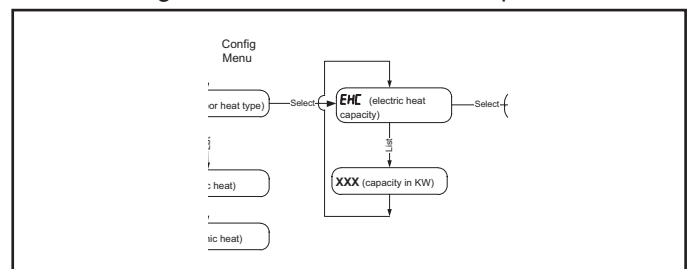 Config
Menu
or heat type)
Select
EHC (electric heat
capacity)
Select
List
c heat)
XXX (capacity in KW)
ic heat)